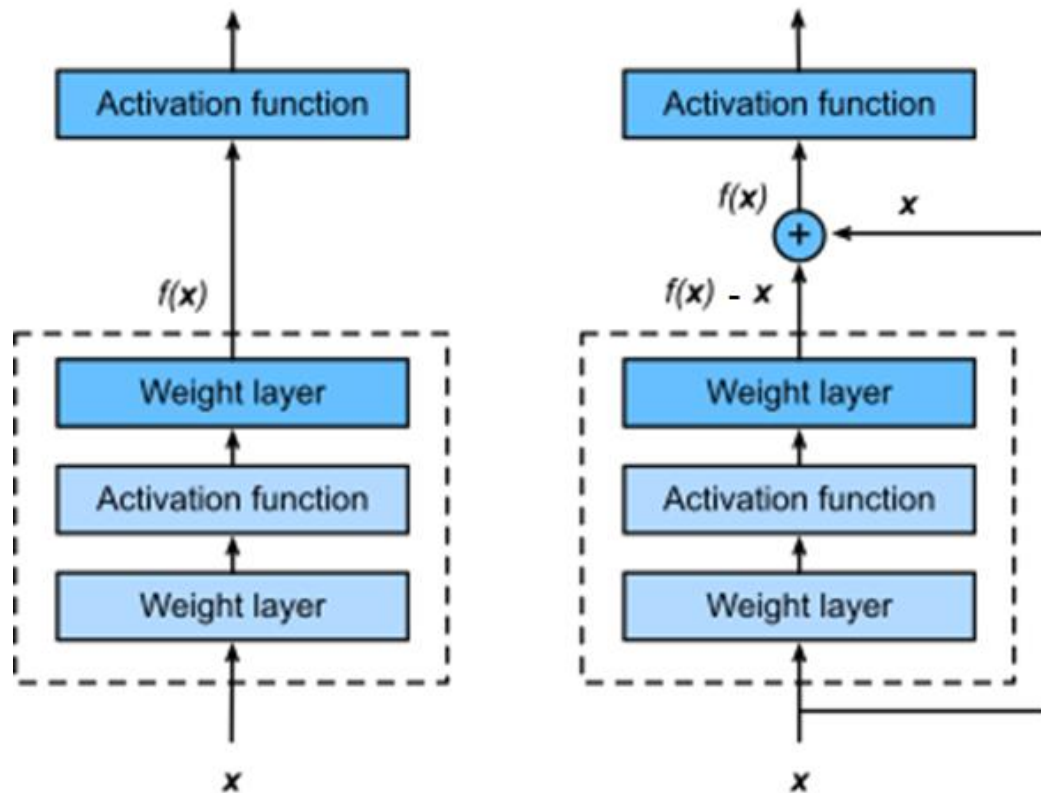 Activation function
f(x)
Weight layer
Activation function
Weight layer
x
Activation function
f(x)
x
+
f(x) - x
Weight layer
Activation function
Weight layer
x